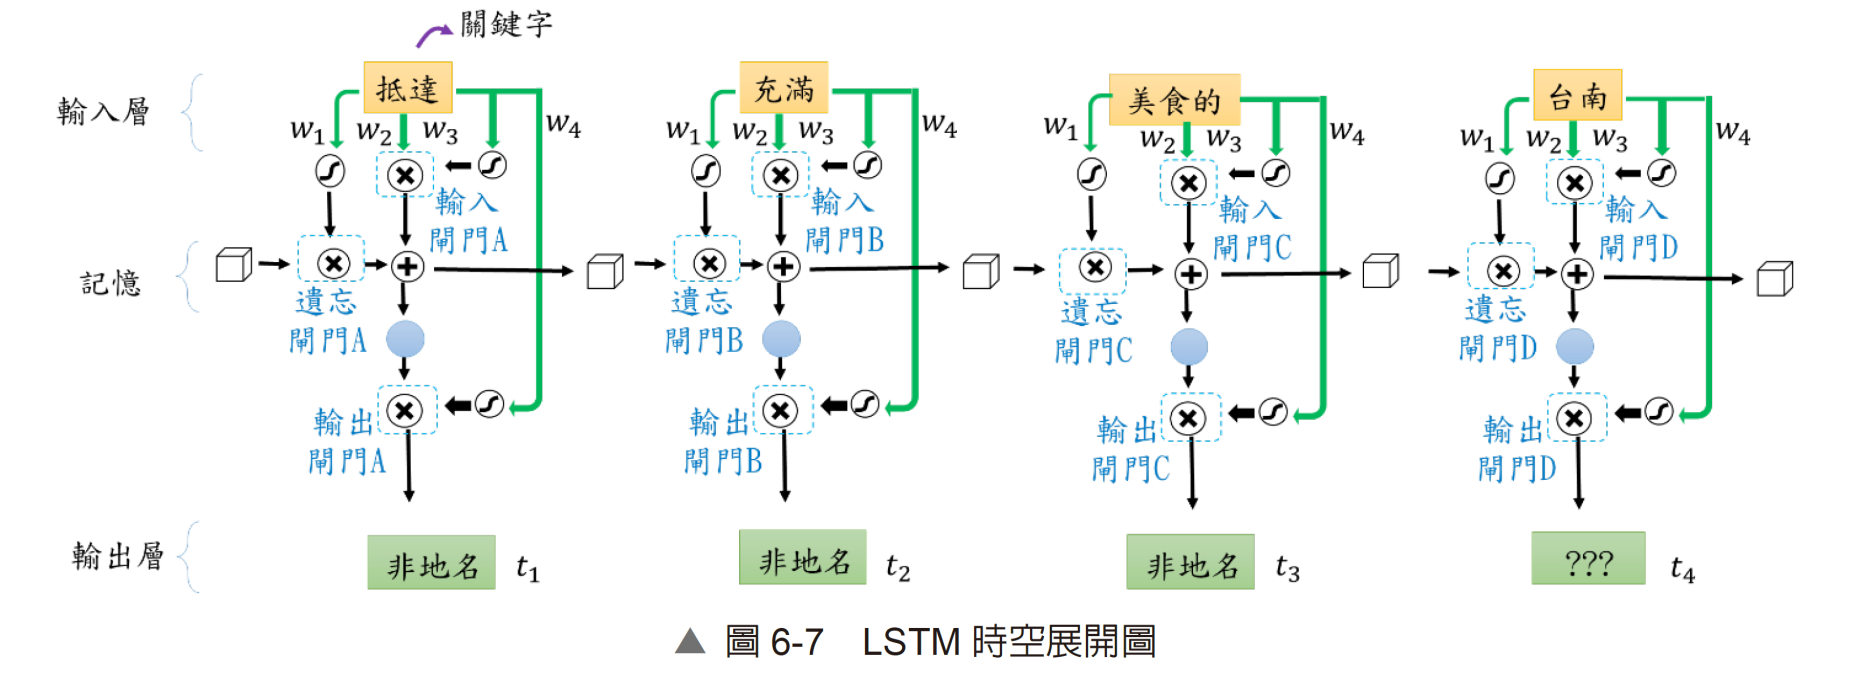 關鍵字
輸入層
抵達
w₁ w₂ w₃ w₄
輸入
閘門A
充滿
w₁ w₂ w₃ w₄
輸入
閘門B
美食的
w₁ w₂ w₃ w₄
輸入
閘門C
台南
w₁ w₂ w₃ w₄
輸入
閘門D
記憶
遺忘
閘門A
遺忘
閘門B
遺忘
閘門C
遺忘
閘門D
輸出
閘門A
輸出
閘門B
輸出
閘門C
輸出
閘門D
輸出層
非地名 t₁
非地名 t₂
非地名 t₃
??? t₄
▲ 圖 6-7 LSTM 時空展開圖